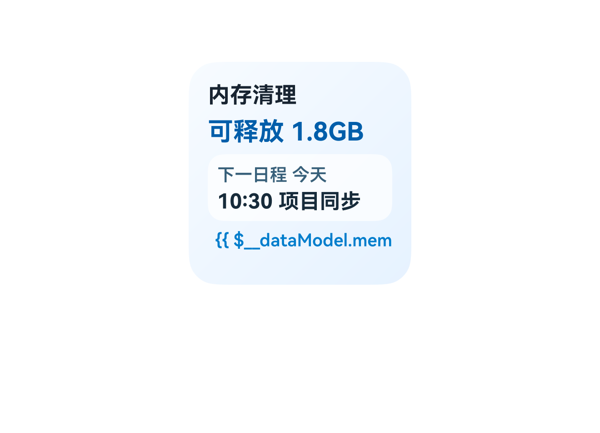 内存清理
可释放 1.8GB
下一日程 今天
10:30 项目同步
{{ $__dataModel.mem